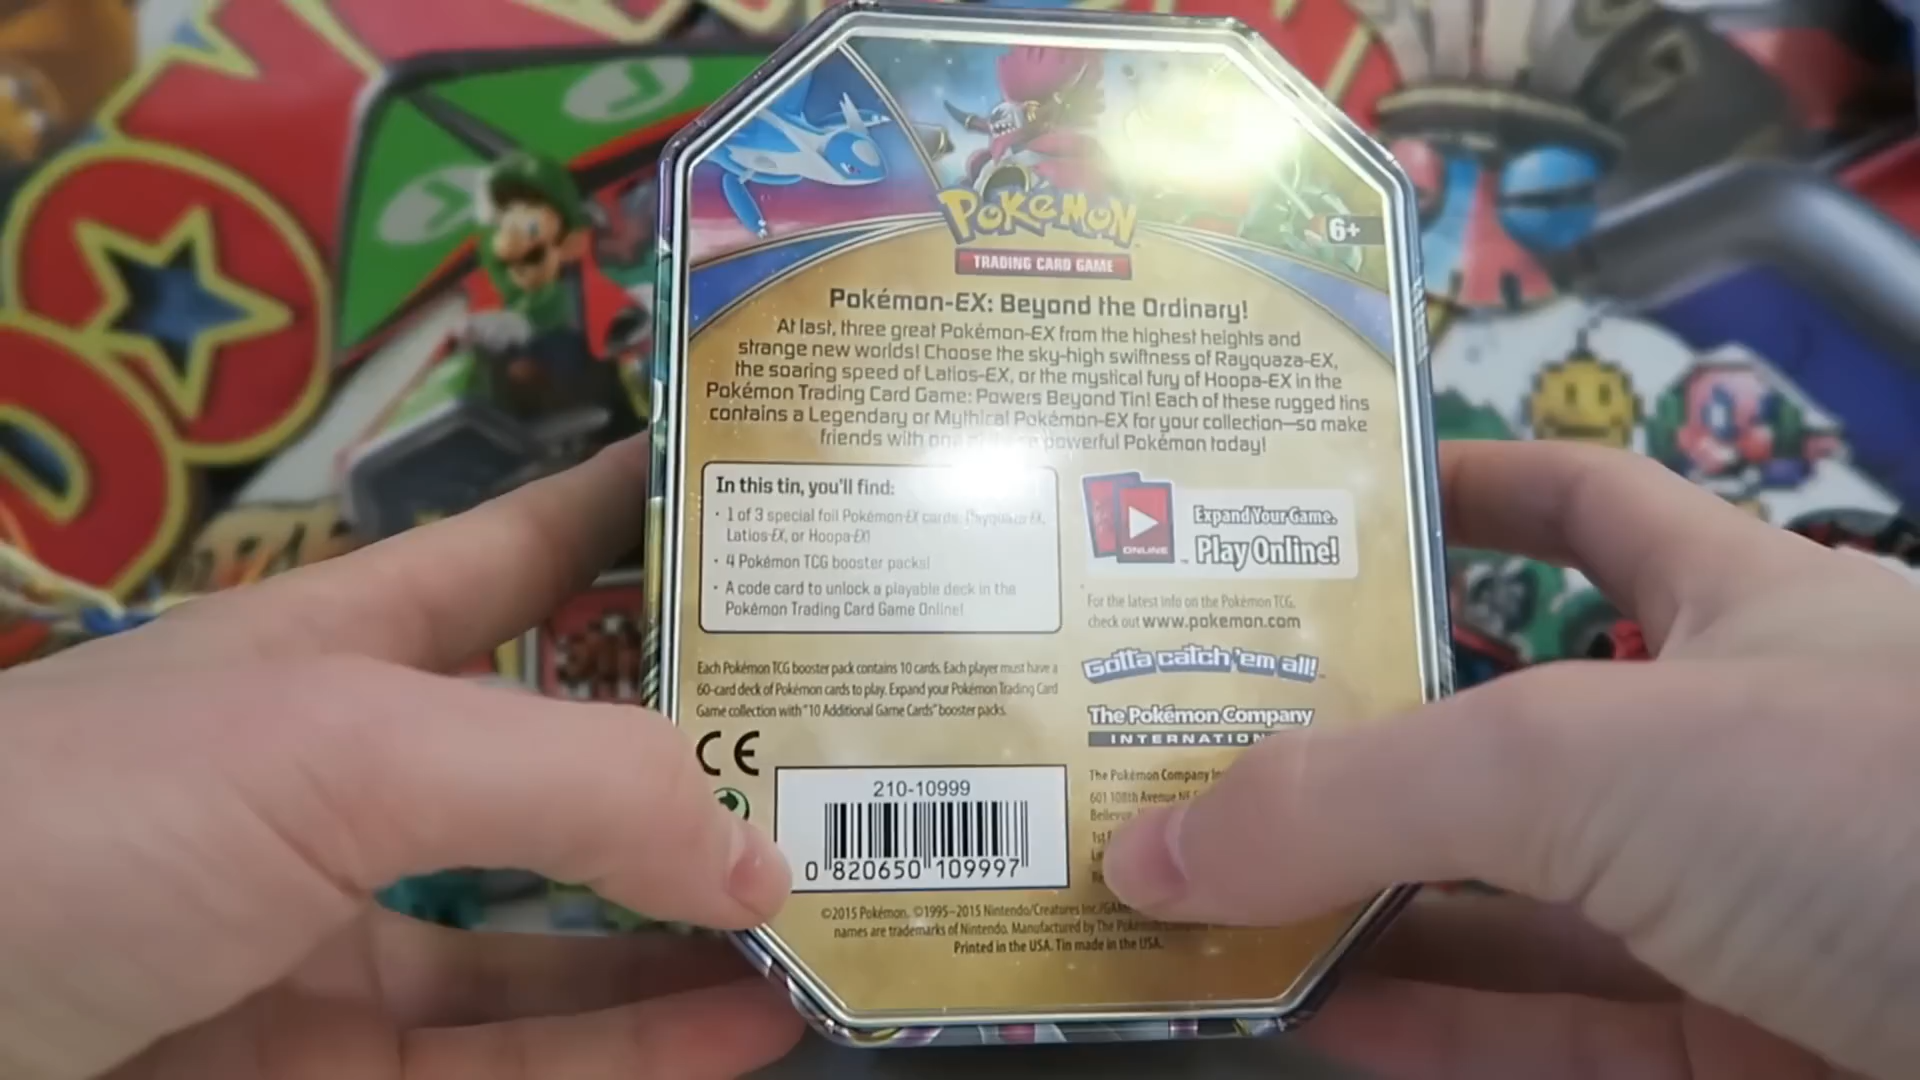 POKéMON
TRADING CARD GAME
6+
Pokémon-EX: Beyond the Ordinary!
At last, three great Pokémon-EX from the highest heights and
strange new worlds! Choose the sky-high swiftness of Rayquaza-EX,
the soaring speed of Latios-EX, or the mystical fury of Hoopa-EX in the
Pokémon Trading Card Game: Powers Beyond Tin! Each of these rugged tins
contains a Legendary or Mythical Pokémon-EX for your collection—so make
friends with one of these powerful Pokémon today!
In this tin, you'll find:
· 1 of 3 special foil Pokémon-EX cards: Rayquaza-EX,
Latios-EX, or Hoopa-EX!
· 4 Pokémon TCG booster packs!
· A code card to unlock a playable deck in the
Pokémon Trading Card Game Online!
ONLINE
Expand Your Game.
Play Online!
For the latest info on the Pokémon TCG,
check out www.pokemon.com
Gotta catch 'em all!
Each Pokémon TCG booster pack contains 10 cards. Each player must have a
60-card deck of Pokémon cards to play. Expand your Pokémon Trading Card
Game collection with "10 Additional Game Cards" booster packs.
The Pokémon Company
INTERNATION
CE
210-10999
0 820650 109997
The Pokémon Company
601 108th Avenue NE
©2015 Pokémon. ©1995–2015 Nintendo/Creatures Inc./GAME
names are trademarks of Nintendo. Manufactured by The
Printed in the USA. Tin made in the USA.